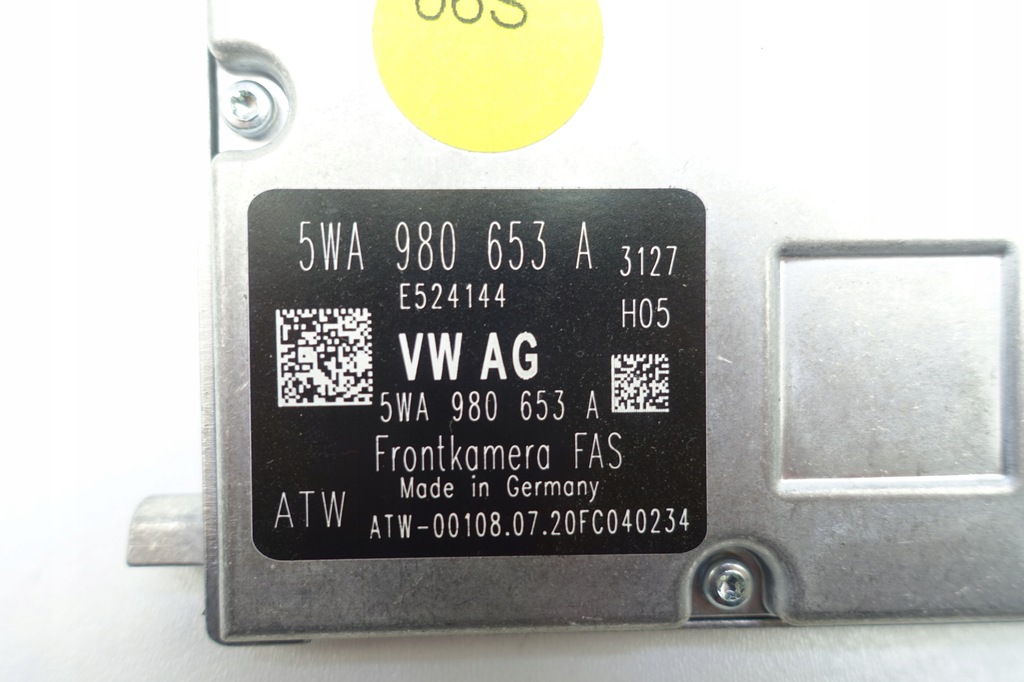 06S
5WA 980 653 A
3127
E524144
H05
VW AG
5WA 980 653 A
Frontkamera FAS
Made in Germany
ATW
ATW-00108.07.20FC040234